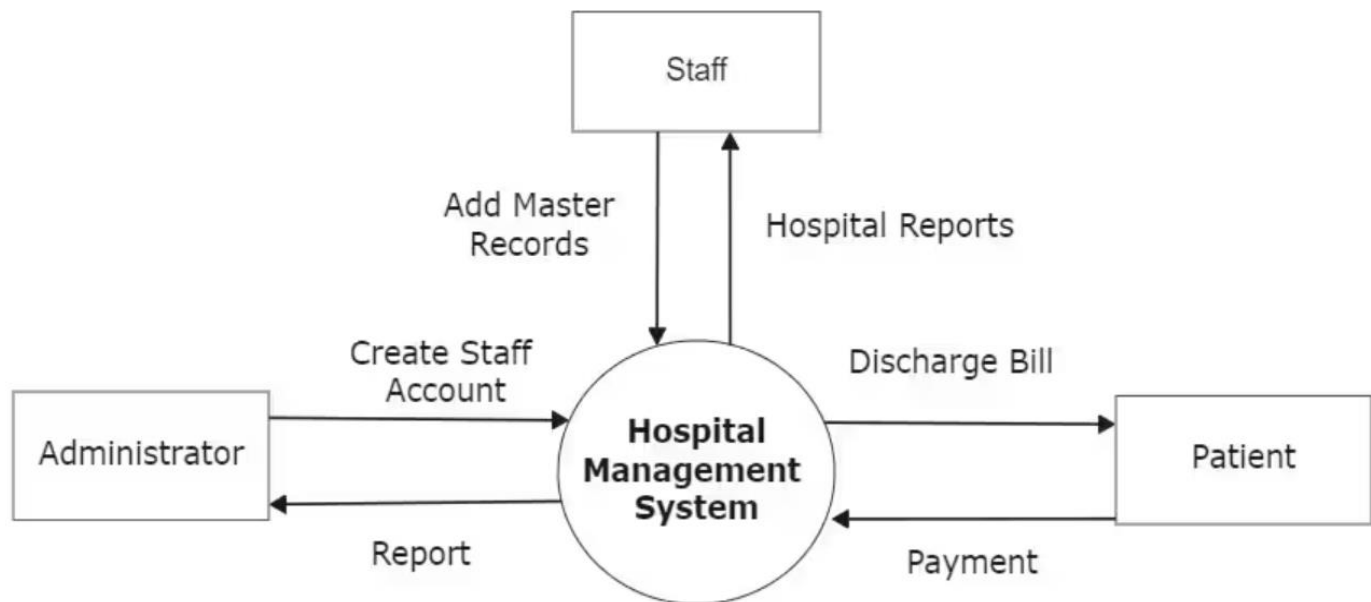 Staff
Add Master
Records
Hospital Reports
Create Staff
Account
Discharge Bill
Administrator
Hospital
Management
System
Patient
Report
Payment